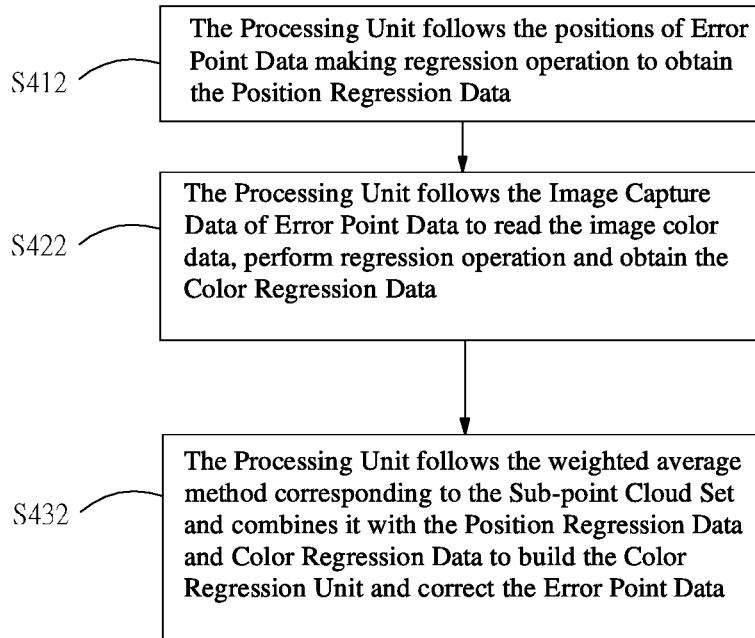 The Processing Unit follows the positions of Error
Point Data making regression operation to obtain
the Position Regression Data
S412
The Processing Unit follows the Image Capture
Data of Error Point Data to read the image color
data, perform regression operation and obtain the
Color Regression Data
S422
The Processing Unit follows the weighted average
method corresponding to the Sub-point Cloud Set
and combines it with the Position Regression Data
and Color Regression Data to build the Color
Regression Unit and correct the Error Point Data
S432